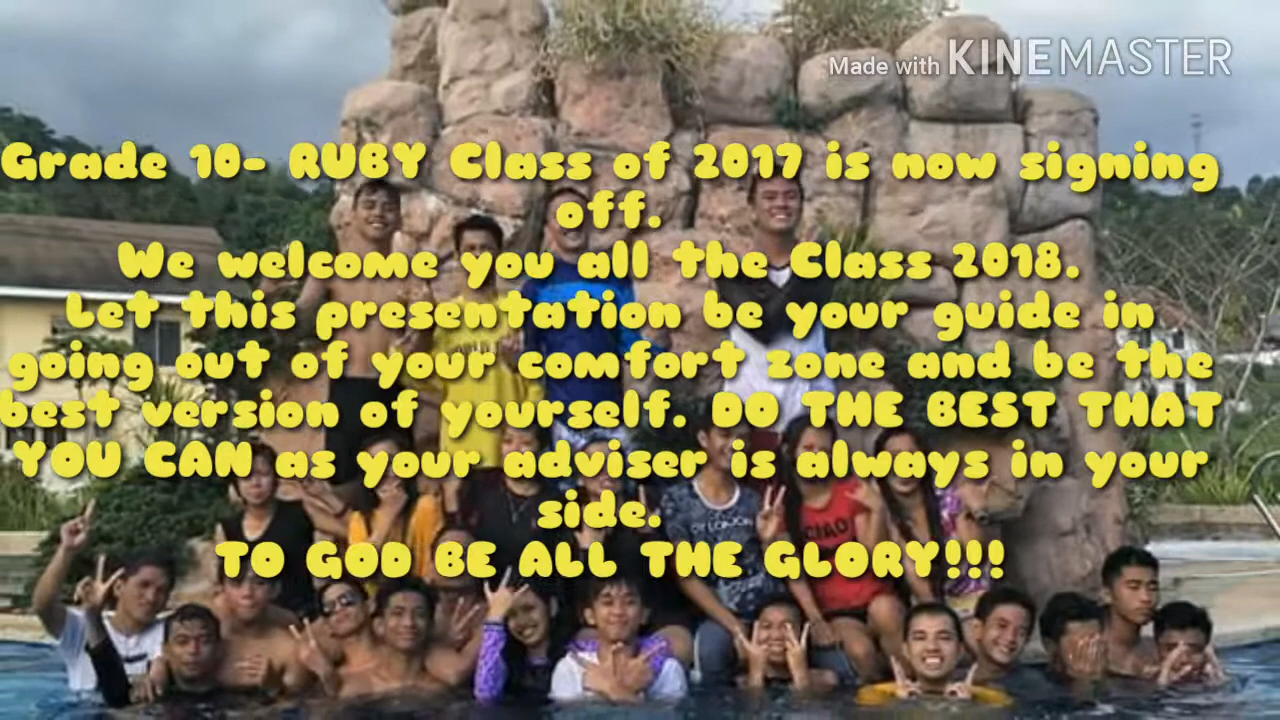 Made with KINEMASTER
Grade 10- RUBY Class of 2017 is now signing
off.
We welcome you all the Class 2018.
Let this presentation be your guide in
going out of your comfort zone and be the
best version of yourself. DO THE BEST THAT
YOU CAN as your adviser is always in your
side.
TO GOD BE ALL THE GLORY!!!
CIAO